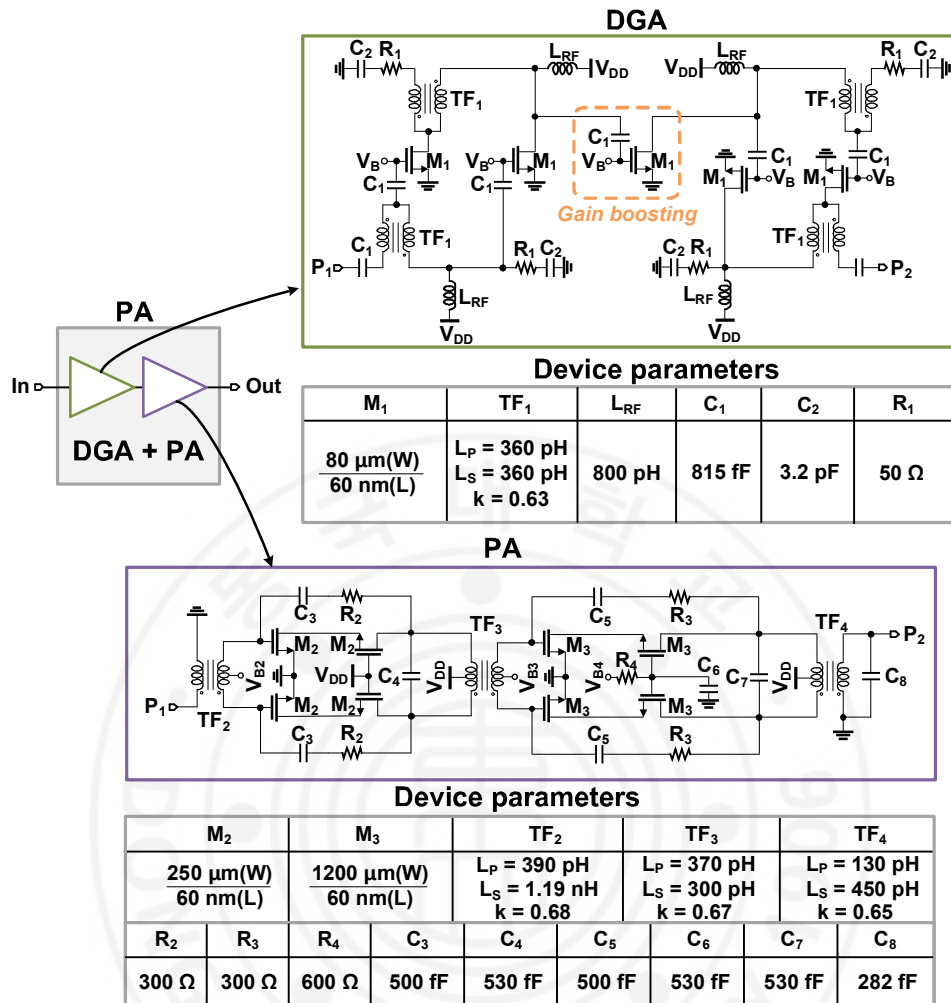 DGA
C2 R1 LRF VDD VDD LRF R1 C2
TF1 TF1
C1
VB M1 VB M1 VB M1 M1 C1 VB M1 C1 VB
C1 C1 Gain boosting
TF1 TF1
P1 C1 R1 C2 C2 R1 P2
LRF LRF
VDD VDD
PA
In Out
DGA + PA
Device parameters
M1 TF1 LRF C1 C2 R1
80 µm(W)
60 nm(L)
LP = 360 pH
LS = 360 pH
k = 0.63
800 pH 815 fF 3.2 pF 50 Ω
PA
C3 R2 C5 R3
M2 M2 TF3 M3 M3 TF4 P2
VB2 VDD C4 VDD VB3 VB4 R4 C6 C7 VDD C8
P1 TF2 M2 M2 M3 M3
C3 R2 C5 R3
Device parameters
M2 M3 TF2 TF3 TF4
250 µm(W)
60 nm(L)
1200 µm(W)
60 nm(L)
LP = 390 pH
LS = 1.19 nH
k = 0.68
LP = 370 pH
LS = 300 pH
k = 0.67
LP = 130 pH
LS = 450 pH
k = 0.65
R2 R3 R4 C3 C4 C5 C6 C7 C8
300 Ω 300 Ω 600 Ω 500 fF 530 fF 500 fF 530 fF 530 fF 282 fF